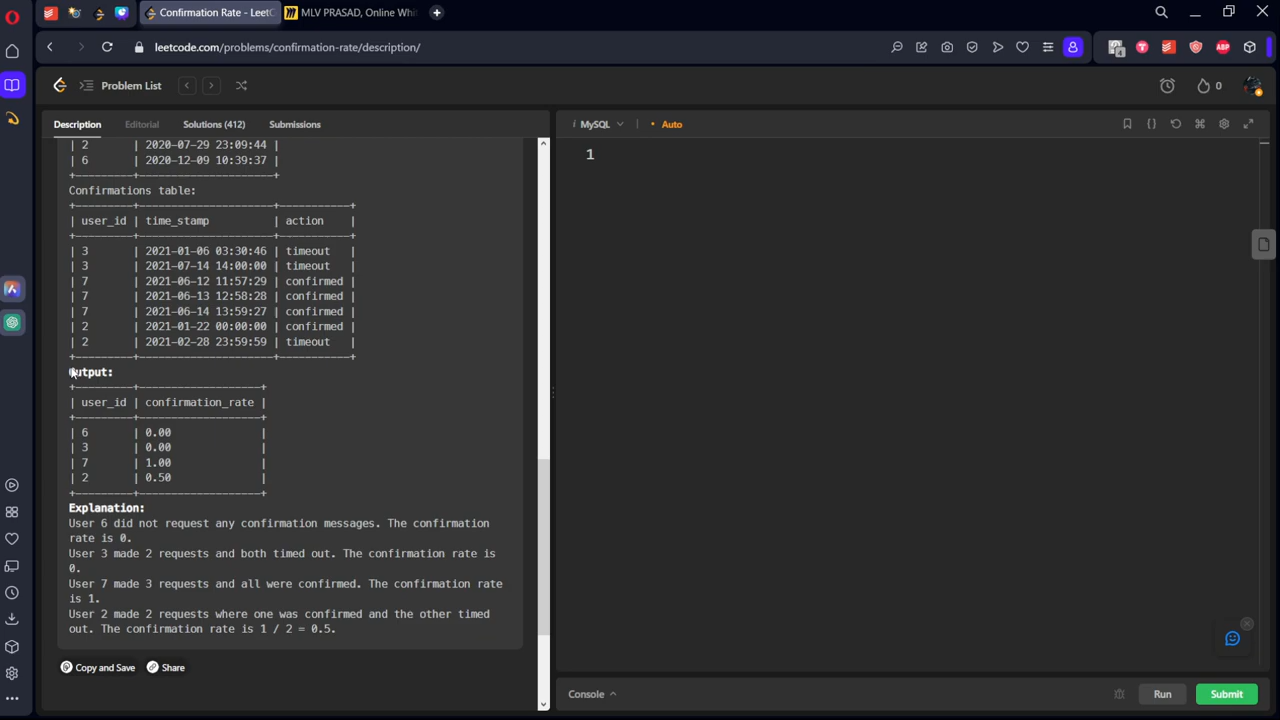 Confirmation Rate - LeetC
MLV PRASAD, Online Whi
leetcode.com/problems/confirmation-rate/description/
4
ABP
Problem List
0
Description Editorial Solutions (412) Submissions
i MySQL • Auto
1
| 2 | 2020-07-29 23:09:44 |
| 6 | 2020-12-09 10:39:37 |
+---------+---------------------+
Confirmations table:
+---------+---------------------+-----------+
| user_id | time_stamp | action |
+---------+---------------------+-----------+
| 3 | 2021-01-06 03:30:46 | timeout |
| 3 | 2021-07-14 14:00:00 | timeout |
| 7 | 2021-06-12 11:57:29 | confirmed |
| 7 | 2021-06-13 12:58:28 | confirmed |
| 7 | 2021-06-14 13:59:27 | confirmed |
| 2 | 2021-01-22 00:00:00 | confirmed |
| 2 | 2021-02-28 23:59:59 | timeout |
+---------+---------------------+-----------+
Output:
+---------+-------------------+
| user_id | confirmation_rate |
+---------+-------------------+
| 6 | 0.00 |
| 3 | 0.00 |
| 7 | 1.00 |
| 2 | 0.50 |
+---------+-------------------+
Explanation:
User 6 did not request any confirmation messages. The confirmation
rate is 0.
User 3 made 2 requests and both timed out. The confirmation rate is
0.
User 7 made 3 requests and all were confirmed. The confirmation rate
is 1.
User 2 made 2 requests where one was confirmed and the other timed
out. The confirmation rate is 1 / 2 = 0.5.
Copy and Save Share
Console Run Submit